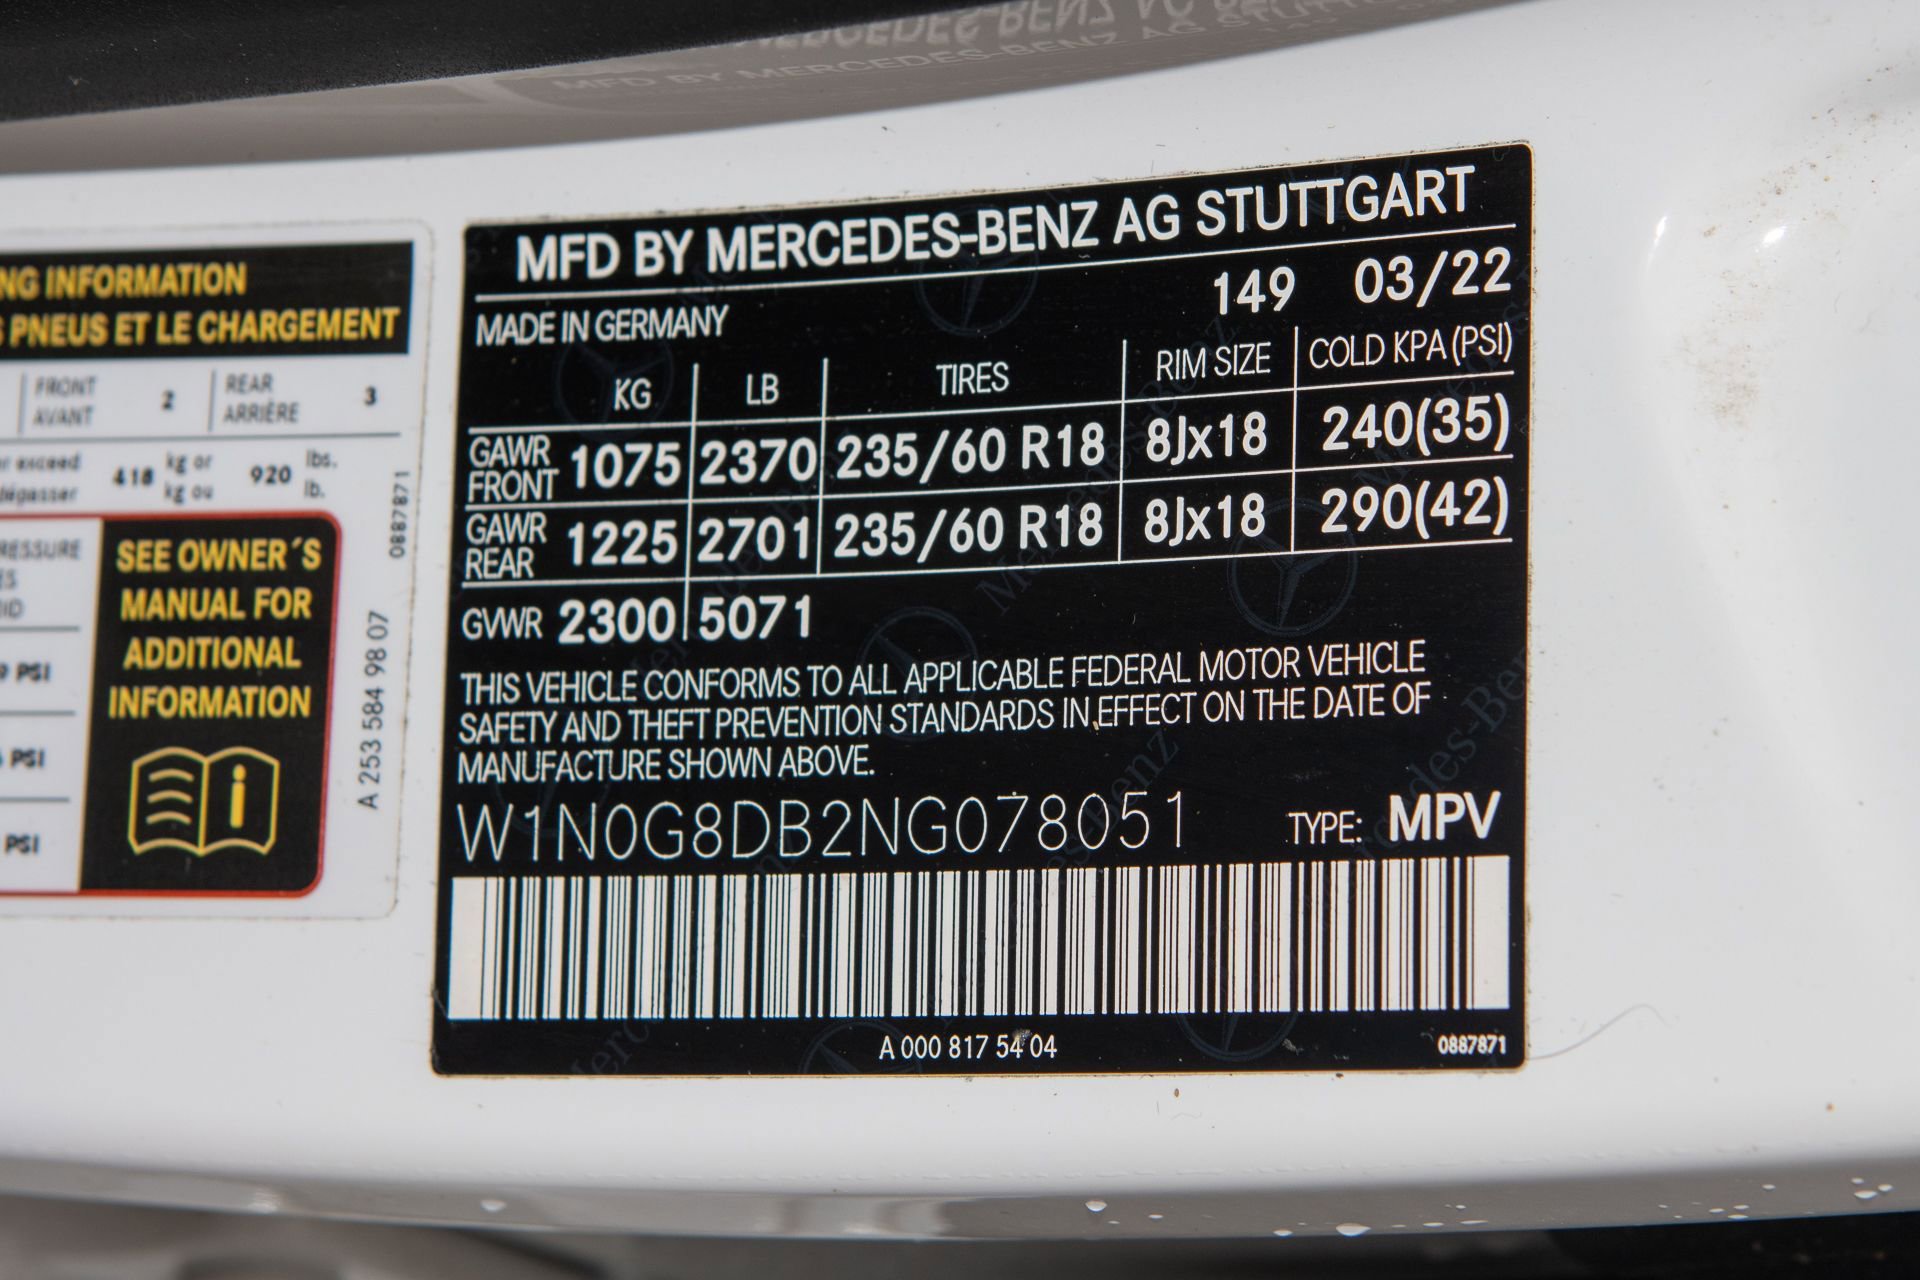 NG INFORMATION
PNEUS ET LE CHARGEMENT
FRONT
AVANT
2
REAR
ARRIÈRE
3
exceed
dépasser
418
kg or
kg ou
920
lbs.
lb.
0887871
SEE OWNER´S
MANUAL FOR
ADDITIONAL
INFORMATION
PSI
PSI
PSI
A 253 584 98 07
MFD BY MERCEDES-BENZ AG STUTTGART
MADE IN GERMANY 149 03/22
KG LB TIRES RIM SIZE COLD KPA (PSI)
GAWR
FRONT 1075 2370 235/60 R18 8Jx18 240(35)
GAWR
REAR 1225 2701 235/60 R18 8Jx18 290(42)
GVWR 2300 5071
THIS VEHICLE CONFORMS TO ALL APPLICABLE FEDERAL MOTOR VEHICLE
SAFETY AND THEFT PREVENTION STANDARDS IN EFFECT ON THE DATE OF
MANUFACTURE SHOWN ABOVE.
W1N0G8DB2NG078051 TYPE: MPV
A 000 817 54 04 0887871